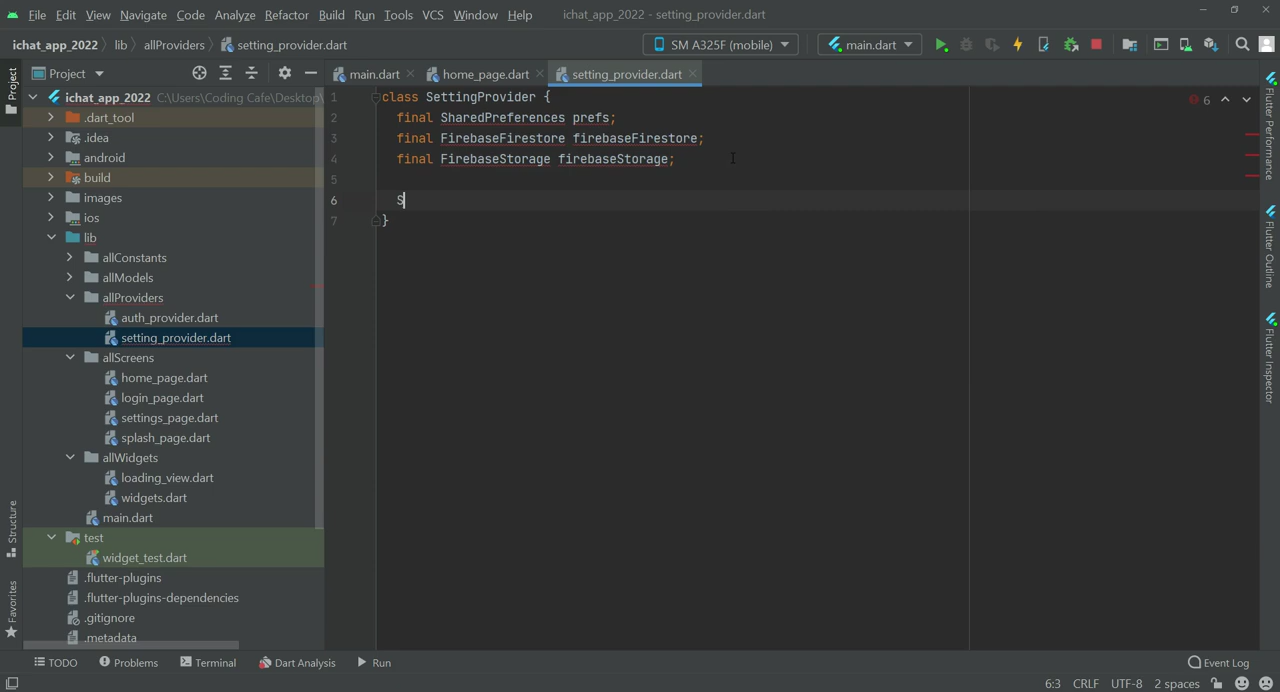 File Edit View Navigate Code Analyze Refactor Build Run Tools VCS Window Help ichat_app_2022 - setting_provider.dart
ichat_app_2022 lib allProviders setting_provider.dart SM A325F (mobile) main.dart
Project main.dart home_page.dart setting_provider.dart
Project
ichat_app_2022 C:\Users\Coding Cafe\Desktop\
.dart_tool
.idea
android
build
images
ios
lib
allConstants
allModels
allProviders
auth_provider.dart
setting_provider.dart
allScreens
home_page.dart
login_page.dart
settings_page.dart
splash_page.dart
allWidgets
loading_view.dart
widgets.dart
main.dart
test
widget_test.dart
.flutter-plugins
.flutter-plugins-dependencies
.gitignore
.metadata
Structure
Favorites
1 class SettingProvider {
2 final SharedPreferences prefs;
3 final FirebaseFirestore firebaseFirestore;
4 final FirebaseStorage firebaseStorage;
5
6 S
7 }
6
Flutter Performance
Flutter Outline
Flutter Inspector
TODO Problems Terminal Dart Analysis Run Event Log
6:3 CRLF UTF-8 2 spaces